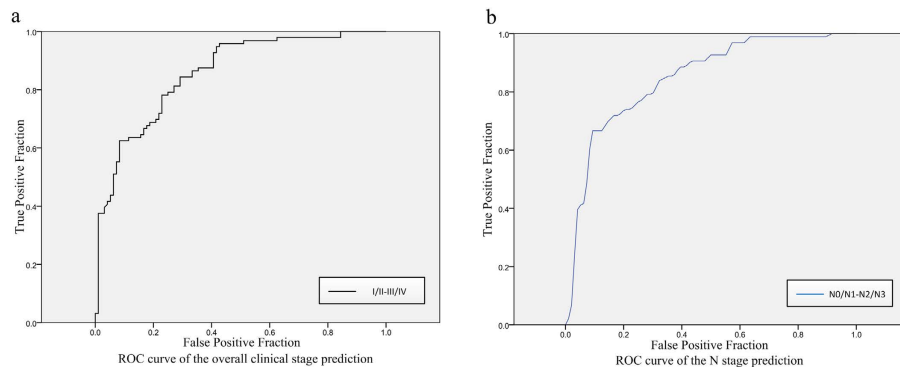 a
1.0
0.8
0.6
0.4
0.2
0.0
True Positive Fraction
I/II-III/IV
0.0 0.2 0.4 0.6 0.8 1.0
False Positive Fraction
ROC curve of the overall clinical stage prediction
b
1.0
0.8
0.6
0.4
0.2
0.0
True Positive Fraction
N0/N1-N2/N3
0.0 0.2 0.4 0.6 0.8 1.0
False Positive Fraction
ROC curve of the N stage prediction